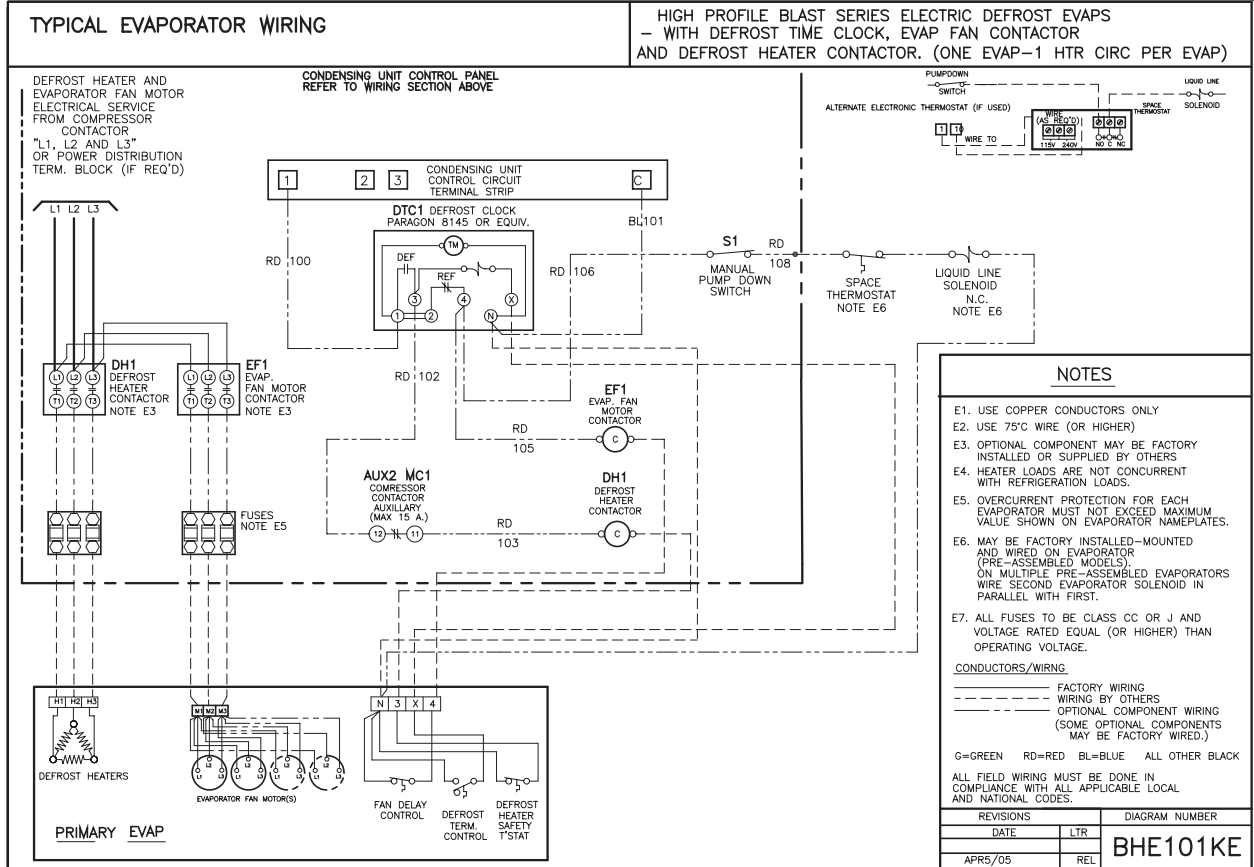 TYPICAL EVAPORATOR WIRING
HIGH PROFILE BLAST SERIES ELECTRIC DEFROST EVAPS
– WITH DEFROST TIME CLOCK, EVAP FAN CONTACTOR
AND DEFROST HEATER CONTACTOR. (ONE EVAP–1 HTR CIRC PER EVAP)
DEFROST HEATER AND
EVAPORATOR FAN MOTOR
ELECTRICAL SERVICE
FROM COMPRESSOR
CONTACTOR
"L1, L2 AND L3"
OR POWER DISTRIBUTION
TERM. BLOCK (IF REQ'D)
CONDENSING UNIT CONTROL PANEL
REFER TO WIRING SECTION ABOVE
PUMPDOWN
SWITCH
LIQUID LINE
SOLENOID
ALTERNATE ELECTRONIC THERMOSTAT (IF USED)
SPACE
THERMOSTAT
1 10
WIRE TO
WIRE
(AS REQ'D)
115V 240V
NO C NC
1 2 3
CONDENSING UNIT
CONTROL CIRCUIT
TERMINAL STRIP
C
L1 L2 L3
DTC1 DEFROST CLOCK
PARAGON 8145 OR EQUIV.
BL 101
TM
DEF
REF
3 4 X
1 2 N
RD 100
RD 106
S1
MANUAL
PUMP DOWN
SWITCH
RD
108
SPACE
THERMOSTAT
NOTE E6
LIQUID LINE
SOLENOID
N.C.
NOTE E6
L1 L2 L3
T1 T2 T3
DH1
DEFROST
HEATER
CONTACTOR
NOTE E3
L1 L2 L3
T1 T2 T3
EF1
EVAP.
FAN MOTOR
CONTACTOR
NOTE E3
RD 102
EF1
EVAP. FAN
MOTOR
CONTACTOR
C
RD
105
AUX2 MC1
COMRESSOR
CONTACTOR
AUXILLARY
(MAX 15 A.)
12 11
RD
103
DH1
DEFROST
HEATER
CONTACTOR
C
FUSES
NOTE E5
H1 H2 H3
DEFROST HEATERS
M1 M2 M3
EVAPORATOR FAN MOTOR(S)
N 3 X 4
FAN DELAY
CONTROL
DEFROST
TERM.
CONTROL
DEFROST
HEATER
SAFETY
T'STAT
PRIMARY EVAP
NOTES
E1. USE COPPER CONDUCTORS ONLY
E2. USE 75°C WIRE (OR HIGHER)
E3. OPTIONAL COMPONENT MAY BE FACTORY
INSTALLED OR SUPPLIED BY OTHERS
E4. HEATER LOADS ARE NOT CONCURRENT
WITH REFRIGERATION LOADS.
E5. OVERCURRENT PROTECTION FOR EACH
EVAPORATOR MUST NOT EXCEED MAXIMUM
VALUE SHOWN ON EVAPORATOR NAMEPLATES.
E6. MAY BE FACTORY INSTALLED–MOUNTED
AND WIRED ON EVAPORATOR
(PRE–ASSEMBLED MODELS).
ON MULTIPLE PRE–ASSEMBLED EVAPORATORS
WIRE SECOND EVAPORATOR SOLENOID IN
PARALLEL WITH FIRST.
E7. ALL FUSES TO BE CLASS CC OR J AND
VOLTAGE RATED EQUAL (OR HIGHER) THAN
OPERATING VOLTAGE.
CONDUCTORS/WIRNG
FACTORY WIRING
WIRING BY OTHERS
OPTIONAL COMPONENT WIRING
(SOME OPTIONAL COMPONENTS
MAY BE FACTORY WIRED.)
G=GREEN RD=RED BL=BLUE ALL OTHER BLACK
ALL FIELD WIRING MUST BE DONE IN
COMPLIANCE WITH ALL APPLICABLE LOCAL
AND NATIONAL CODES.
REVISIONS
DIAGRAM NUMBER
DATE LTR
BHE101KE
APR5/05 REL